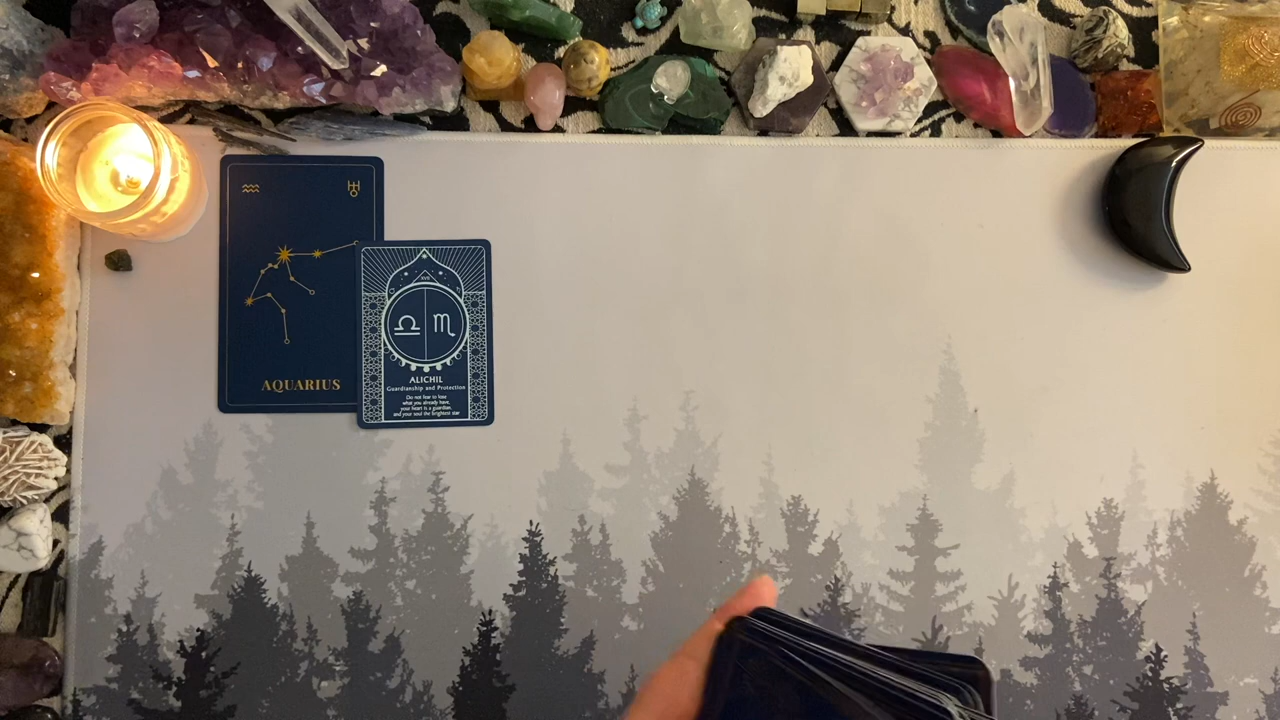 AQUARIUS
XVII
ALICHIL
Guardianship and Protection
Do not fear to lose
what you already have,
your heart is a guardian,
and your soul the brightest star